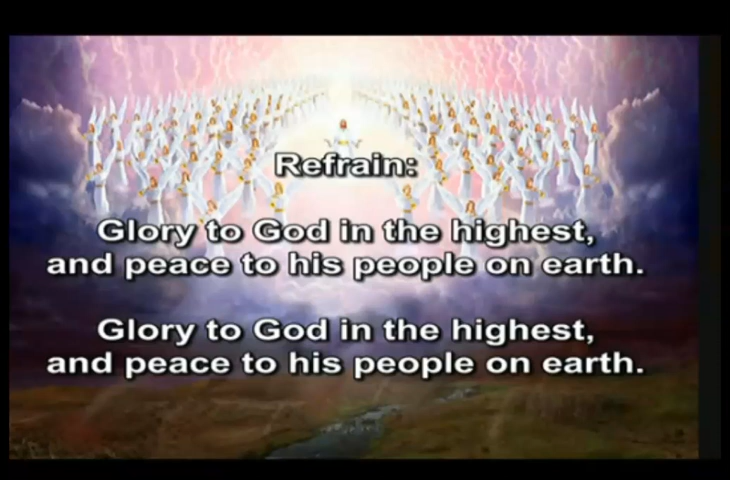 Refrain:
Glory to God in the highest,
and peace to his people on earth.
Glory to God in the highest,
and peace to his people on earth.